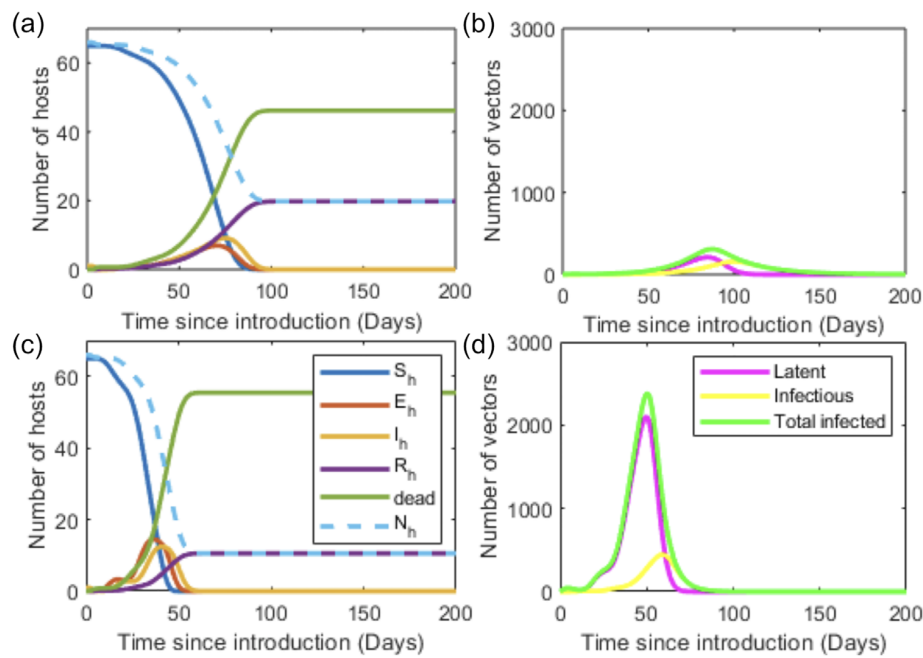 (a)
Number of hosts
60
40
20
0
0 50 100 150 200
Time since introduction (Days)
(b)
Number of vectors
3000
2000
1000
0
0 50 100 150 200
Time since introduction (Days)
(c)
Number of hosts
60
40
20
0
0 50 100 150 200
Time since introduction (Days)
S_h
E_h
I_h
R_h
dead
N_h
(d)
Number of vectors
3000
2000
1000
0
0 50 100 150 200
Time since introduction (Days)
Latent
Infectious
Total infected